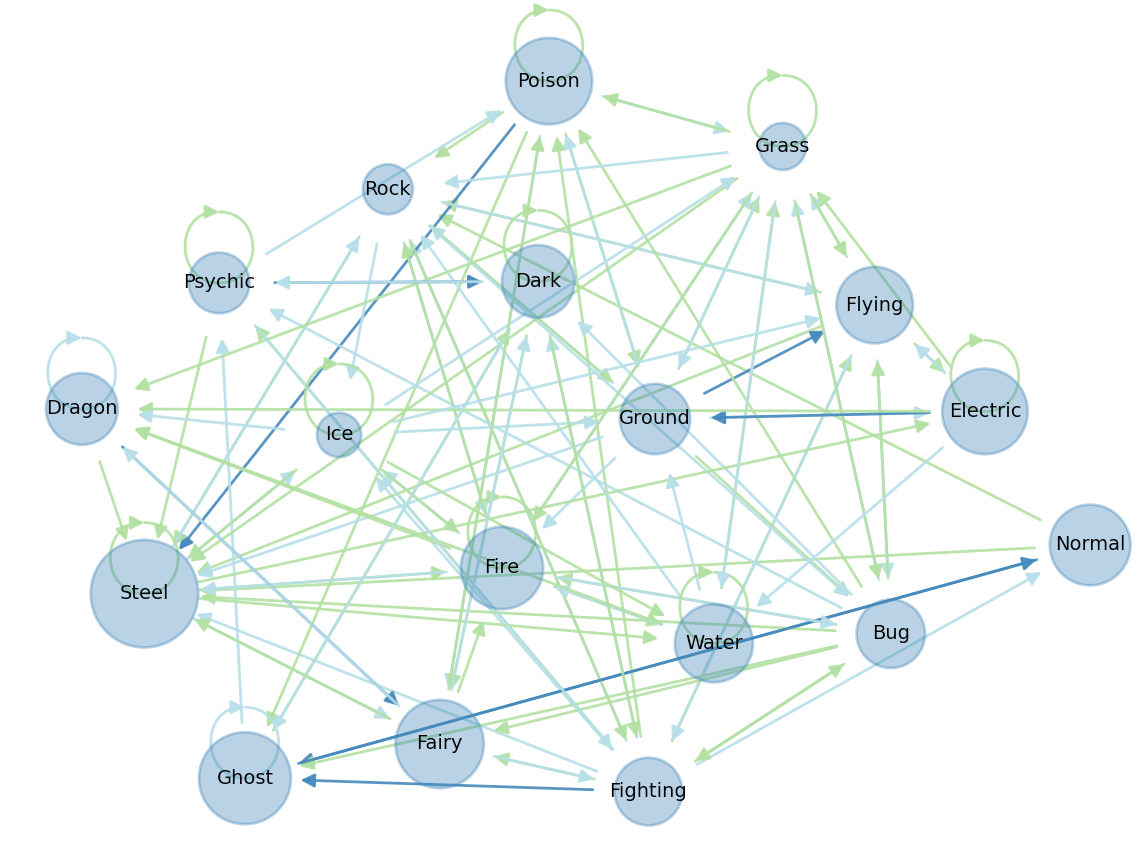 Poison
Grass
Rock
Psychic
Dark
Flying
Dragon
Ice
Ground
Electric
Normal
Fire
Steel
Water
Bug
Fairy
Ghost
Fighting